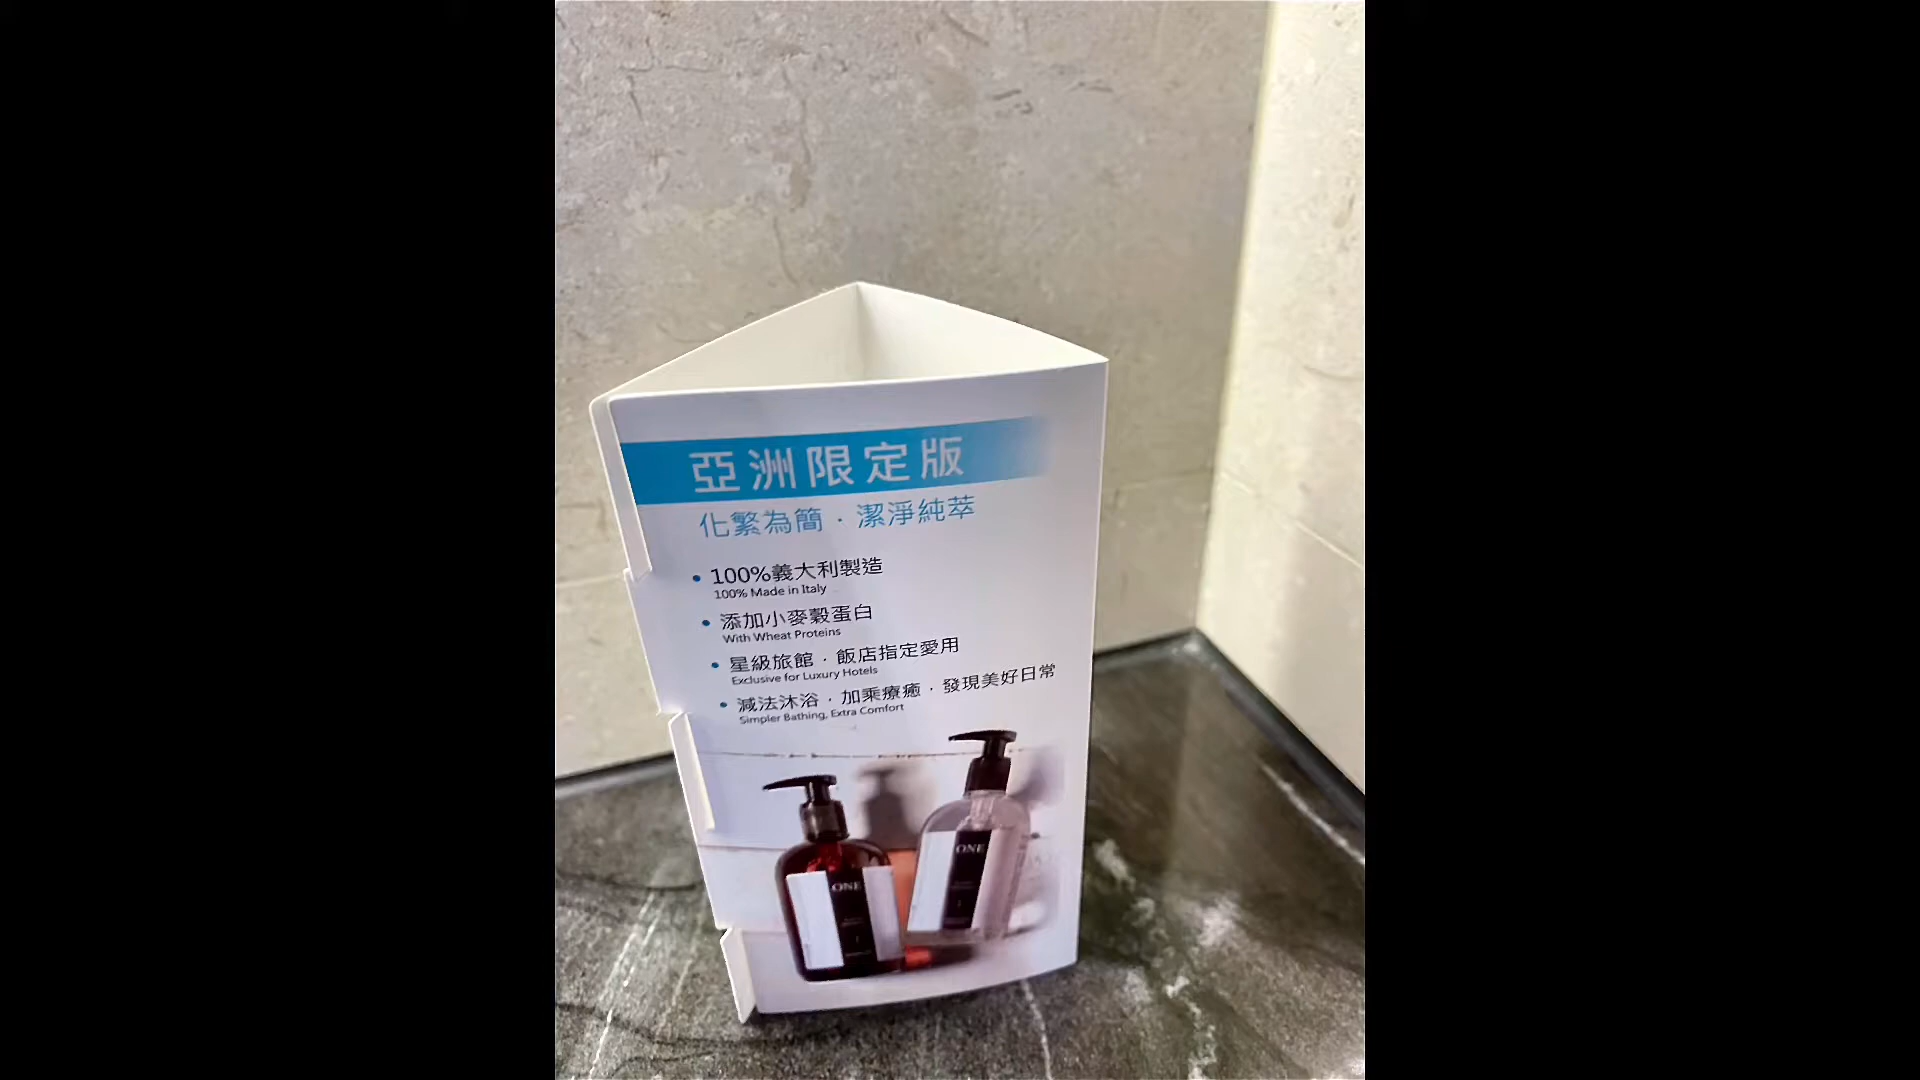 亞洲限定版
化繁為簡．潔淨純萃
• 100%義大利製造
100% Made in Italy
• 添加小麥穀蛋白
With Wheat Proteins
• 星級旅館．飯店指定愛用
Exclusive for Luxury Hotels
• 減法沐浴．加乘療癒．發現美好日常
Simpler Bathing, Extra Comfort
ONE
ONE